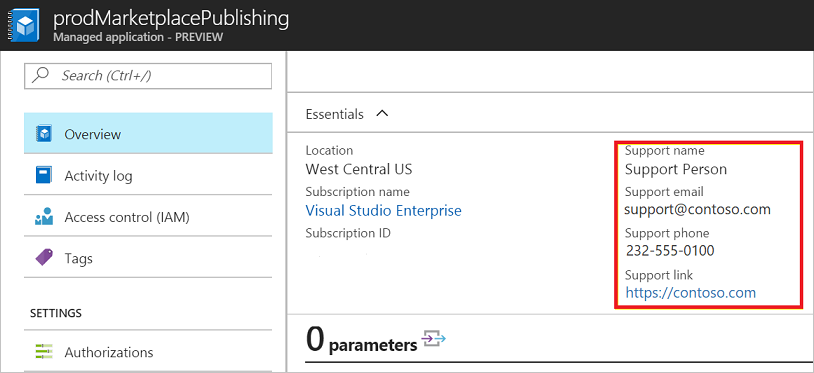 prodMarketplacePublishing
Managed application - PREVIEW
Search (Ctrl+/)
Overview
Activity log
Access control (IAM)
Tags
SETTINGS
Authorizations
Essentials
Location
West Central US
Subscription name
Visual Studio Enterprise
Subscription ID
Support name
Support Person
Support email
support@contoso.com
Support phone
232-555-0100
Support link
https://contoso.com
0 parameters